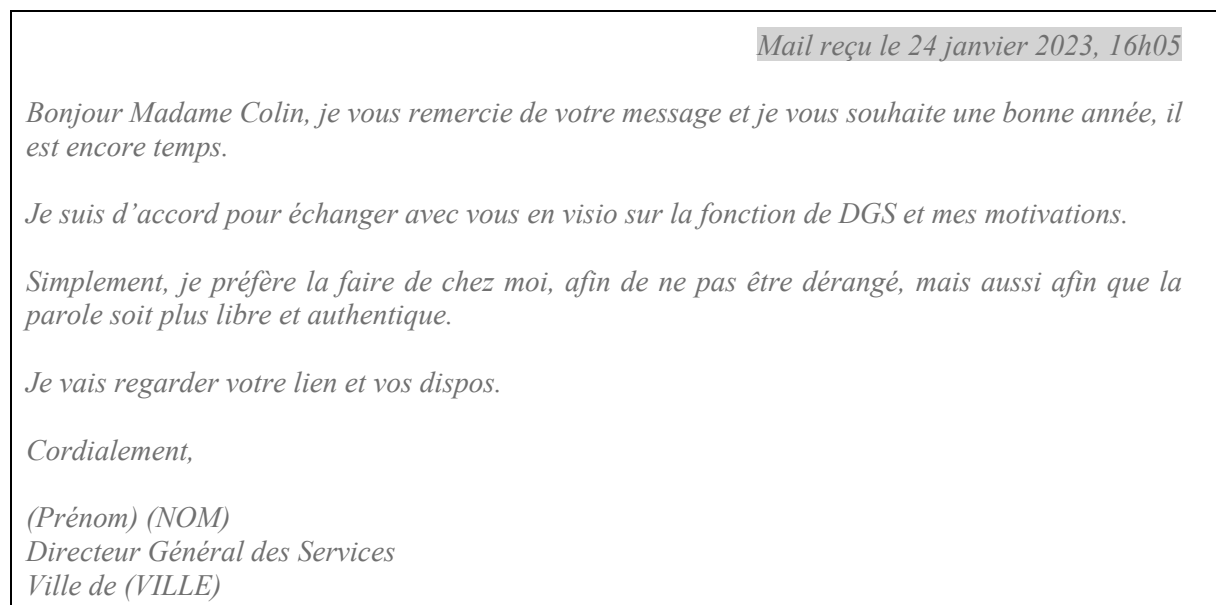 Mail reçu le 24 janvier 2023, 16h05
Bonjour Madame Colin, je vous remercie de votre message et je vous souhaite une bonne année, il
est encore temps.
Je suis d’accord pour échanger avec vous en visio sur la fonction de DGS et mes motivations.
Simplement, je préfère la faire de chez moi, afin de ne pas être dérangé, mais aussi afin que la
parole soit plus libre et authentique.
Je vais regarder votre lien et vos dispos.
Cordialement,
(Prénom) (NOM)
Directeur Général des Services
Ville de (VILLE)